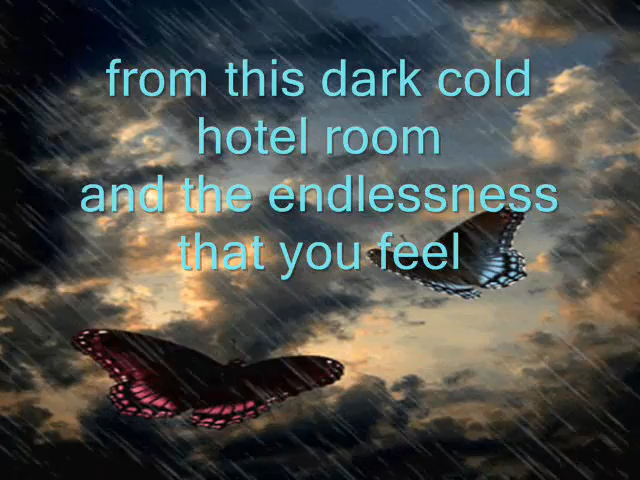 from this dark cold
hotel room
and the endlessness
that you feel